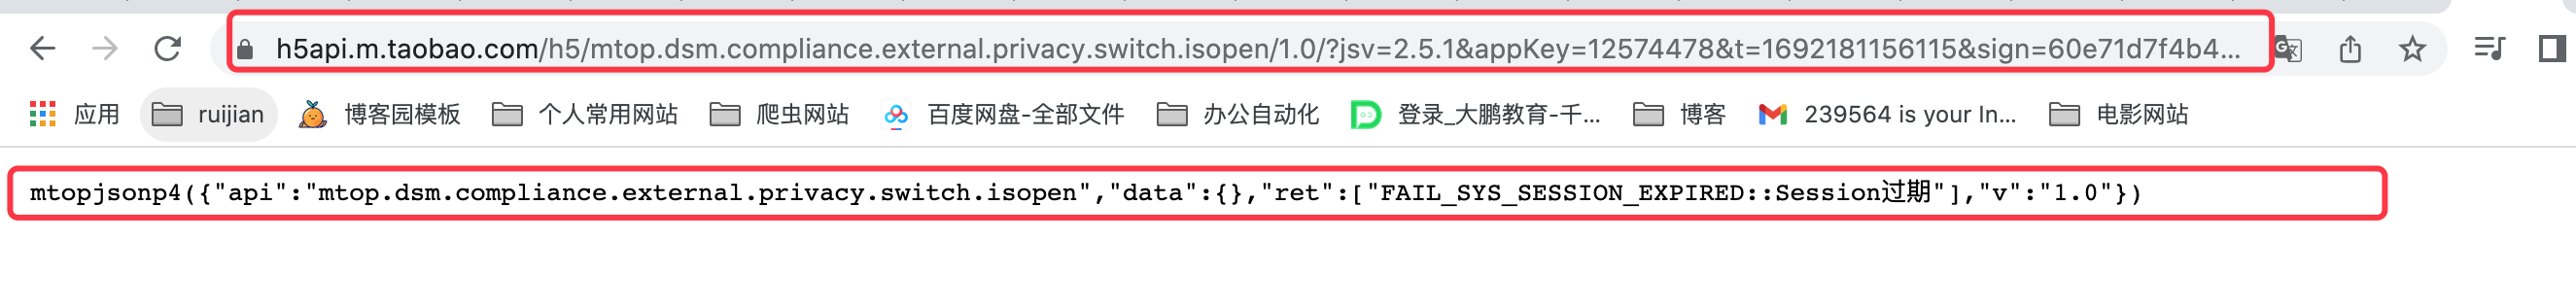 h5api.m.taobao.com/h5/mtop.dsm.compliance.external.privacy.switch.isopen/1.0/?jsv=2.5.1&appKey=12574478&t=1692181156115&sign=60e71d7f4b4...
应用 ruijian 博客园模板 个人常用网站 爬虫网站 百度网盘-全部文件 办公自动化 登录_大鹏教育-千... 博客 239564 is your In... 电影网站
mtopjsonp4({"api":"mtop.dsm.compliance.external.privacy.switch.isopen","data":{},"ret":["FAIL_SYS_SESSION_EXPIRED::Session过期"],"v":"1.0"})